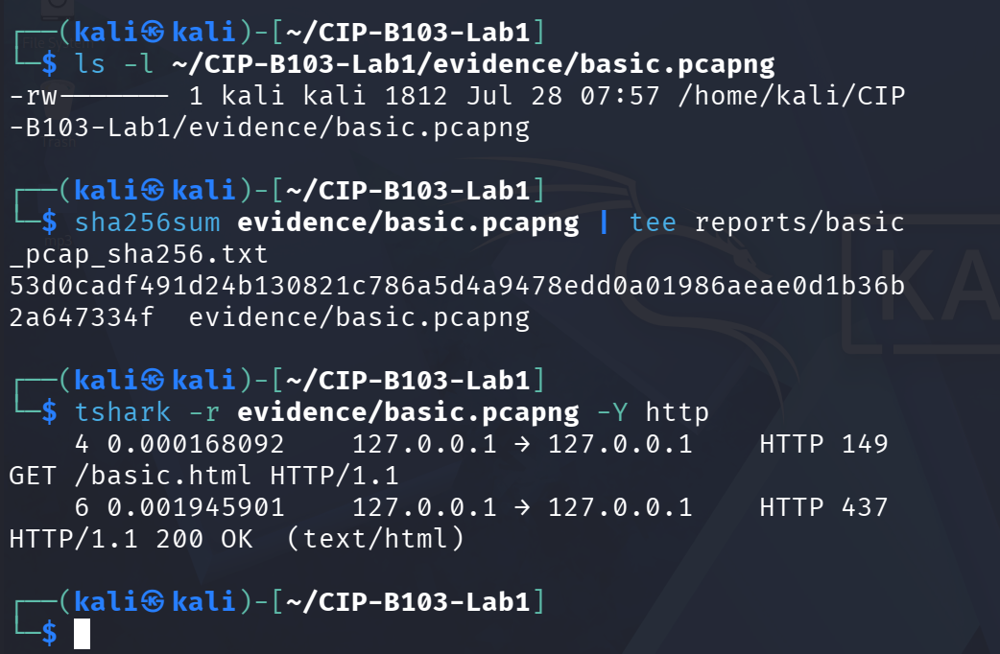 ┌──(kali㉿kali)-[~/CIP-B103-Lab1]
└─$ ls -l ~/CIP-B103-Lab1/evidence/basic.pcapng
-rw------- 1 kali kali 1812 Jul 28 07:57 /home/kali/CIP
-B103-Lab1/evidence/basic.pcapng
┌──(kali㉿kali)-[~/CIP-B103-Lab1]
└─$ sha256sum evidence/basic.pcapng | tee reports/basic
_pcap_sha256.txt
53d0cadf491d24b130821c786a5d4a9478edd0a01986aeae0d1b36b
2a647334f  evidence/basic.pcapng
┌──(kali㉿kali)-[~/CIP-B103-Lab1]
└─$ tshark -r evidence/basic.pcapng -Y http
    4 0.000168092    127.0.0.1 → 127.0.0.1    HTTP 149
GET /basic.html HTTP/1.1
    6 0.001945901    127.0.0.1 → 127.0.0.1    HTTP 437
HTTP/1.1 200 OK  (text/html)
┌──(kali㉿kali)-[~/CIP-B103-Lab1]
└─$
KA